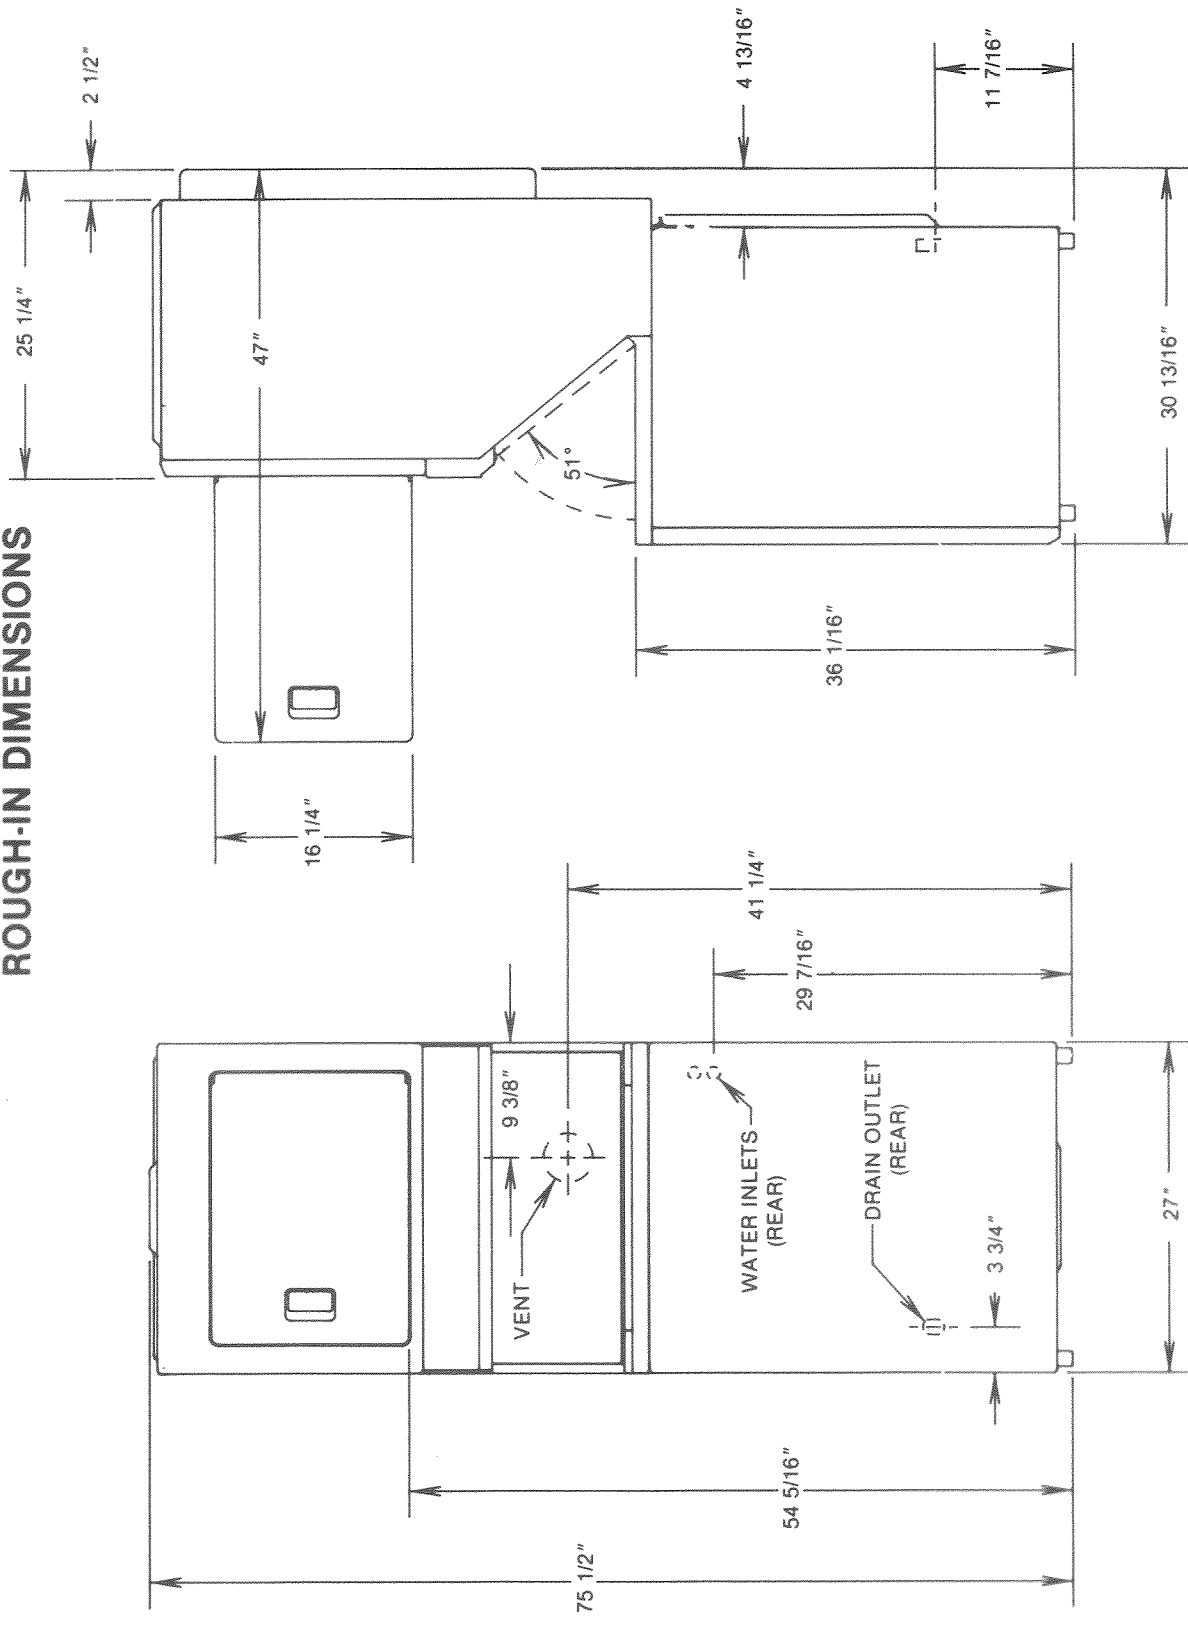 ROUGH-IN DIMENSIONS
75 1/2″
54 5/16″
27″
3 3/4″
DRAIN OUTLET
(REAR)
WATER INLETS
(REAR)
VENT
9 3/8″
29 7/16″
41 1/4″
16 1/4″
36 1/16″
51°
47″
25 1/4″
2 1/2″
30 13/16″
4 13/16″
11 7/16″